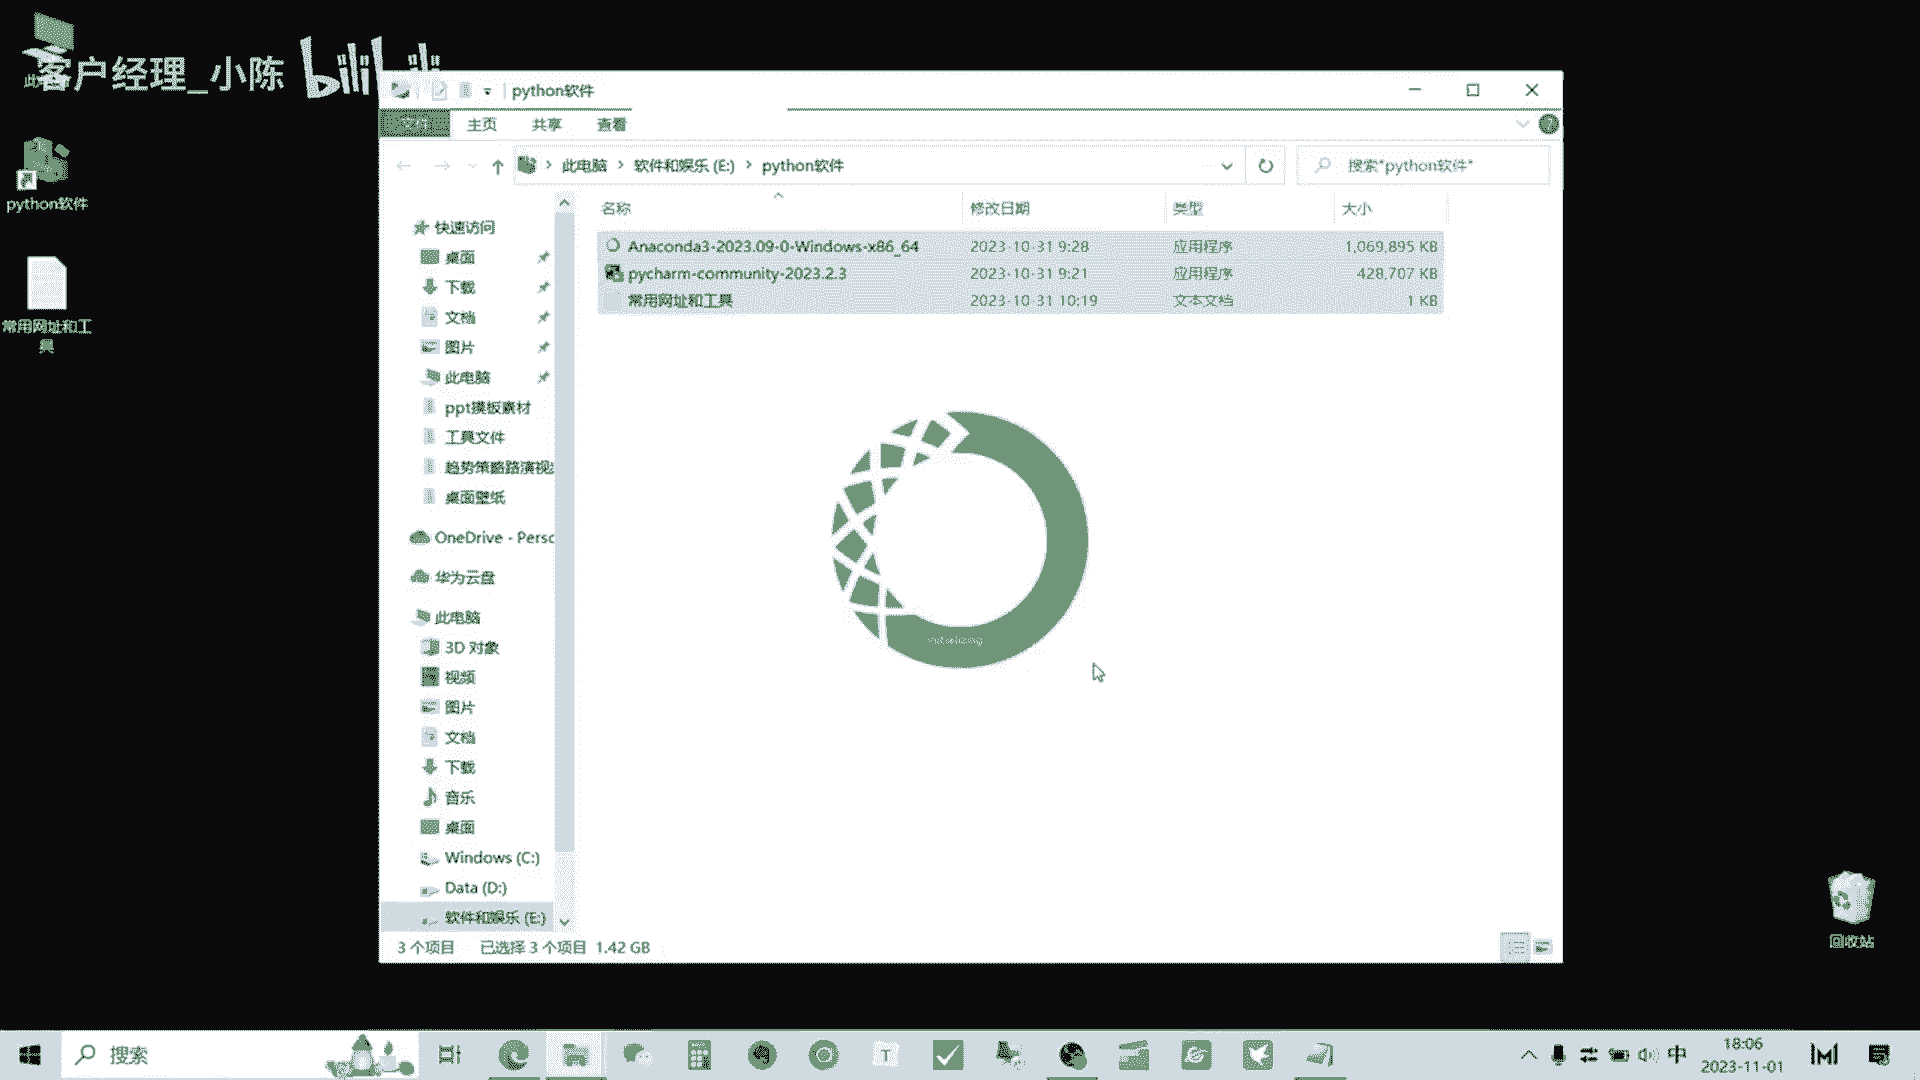 客户经理_小陈 bilibili
python软件
主页 共享 查看
此电脑 软件和娱乐 (E:) python软件
搜索"python软件"
python软件
常用网址和工具
名称 修改日期 类型 大小
Anaconda3-2023.09-0-Windows-x86_64 2023-10-31 9:28 应用程序 1,069,895 KB
pycharm-community-2023.2.3 2023-10-31 9:21 应用程序 428,707 KB
常用网址和工具 2023-10-31 10:19 文本文档 1 KB
快速访问
桌面
下载
文档
图片
此电脑
ppt摸板素材
工具文件
趋势策略路演视
桌面壁纸
OneDrive - Perso
华为云盘
此电脑
3D 对象
视频
图片
文档
下载
音乐
桌面
Windows (C:)
Data (D:)
软件和娱乐 (E:)
3 个项目 已选择 3 个项目 1.42 GB
回收站
搜索
中
18:06
2023-11-01